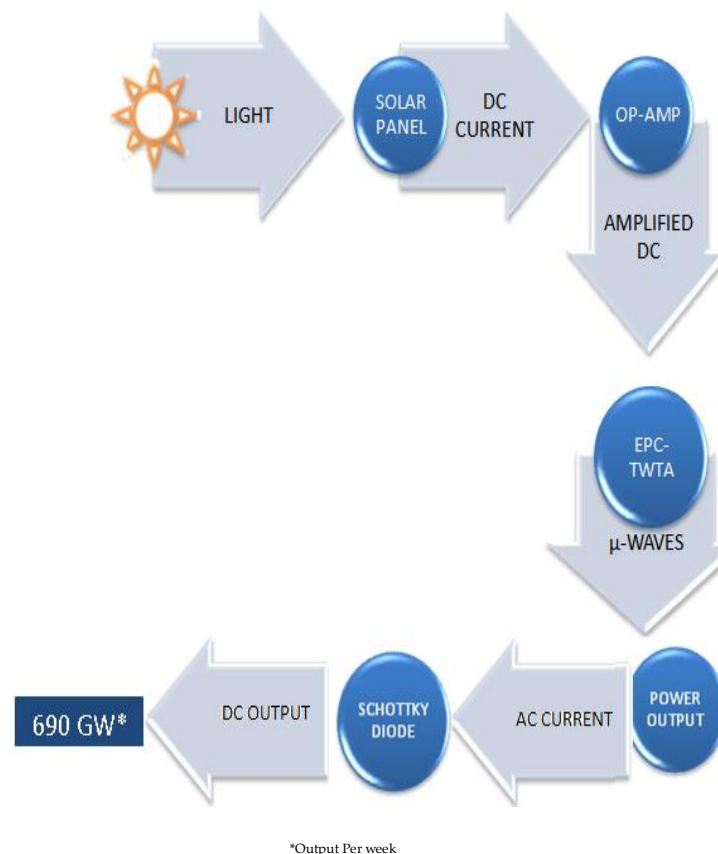 LIGHT
SOLAR
PANEL
DC
CURRENT
OP-AMP
AMPLIFIED
DC
EPC-
TWTA
µ-WAVES
POWER
OUTPUT
AC CURRENT
SCHOTTKY
DIODE
DC OUTPUT
690 GW*
*Output Per week